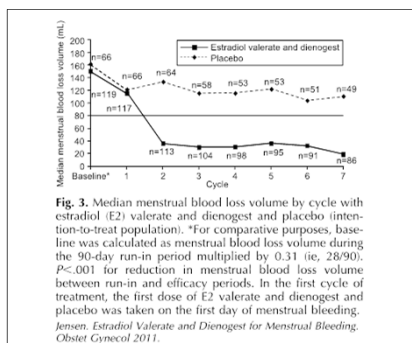 Estradiol valerate and dienogest
Placebo
Median menstrual blood loss volume (mL)
200
180
160
140
120
100
80
60
40
20
0
n=66
n=66
n=64
n=58
n=53
n=53
n=51
n=49
n=119
n=117
n=113
n=104
n=98
n=95
n=91
n=86
Baseline* 1 2 3 4 5 6 7
Cycle
Fig. 3. Median menstrual blood loss volume by cycle with
estradiol (E2) valerate and dienogest and placebo (inten-
tion-to-treat population). *For comparative purposes, base-
line was calculated as menstrual blood loss volume during
the 90-day run-in period multiplied by 0.31 (ie, 28/90).
P<.001 for reduction in menstrual blood loss volume
between run-in and efficacy periods. In the first cycle of
treatment, the first dose of E2 valerate and dienogest and
placebo was taken on the first day of menstrual bleeding.
Jensen. Estradiol Valerate and Dienogest for Menstrual Bleeding.
Obstet Gynecol 2011.